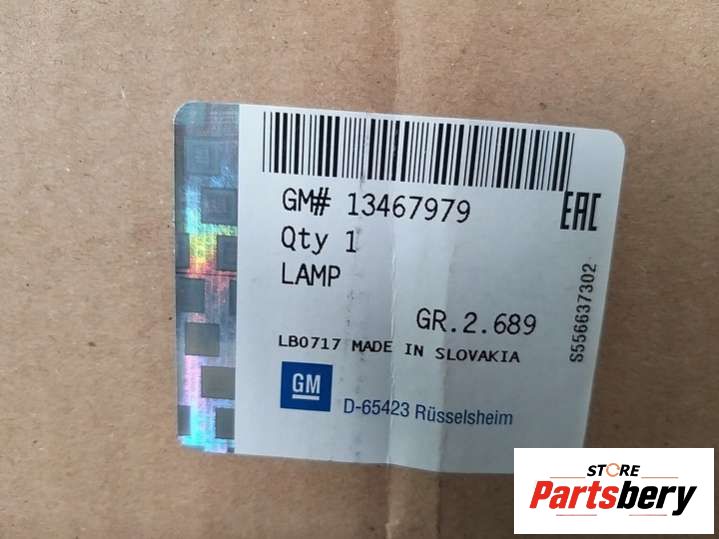 GM# 13467979
EAC
Qty 1
LAMP
GR.2.689
S556637302
LB0717 MADE IN SLOVAKIA
GM
D-65423 Rüsselsheim
STORE
Partsbery